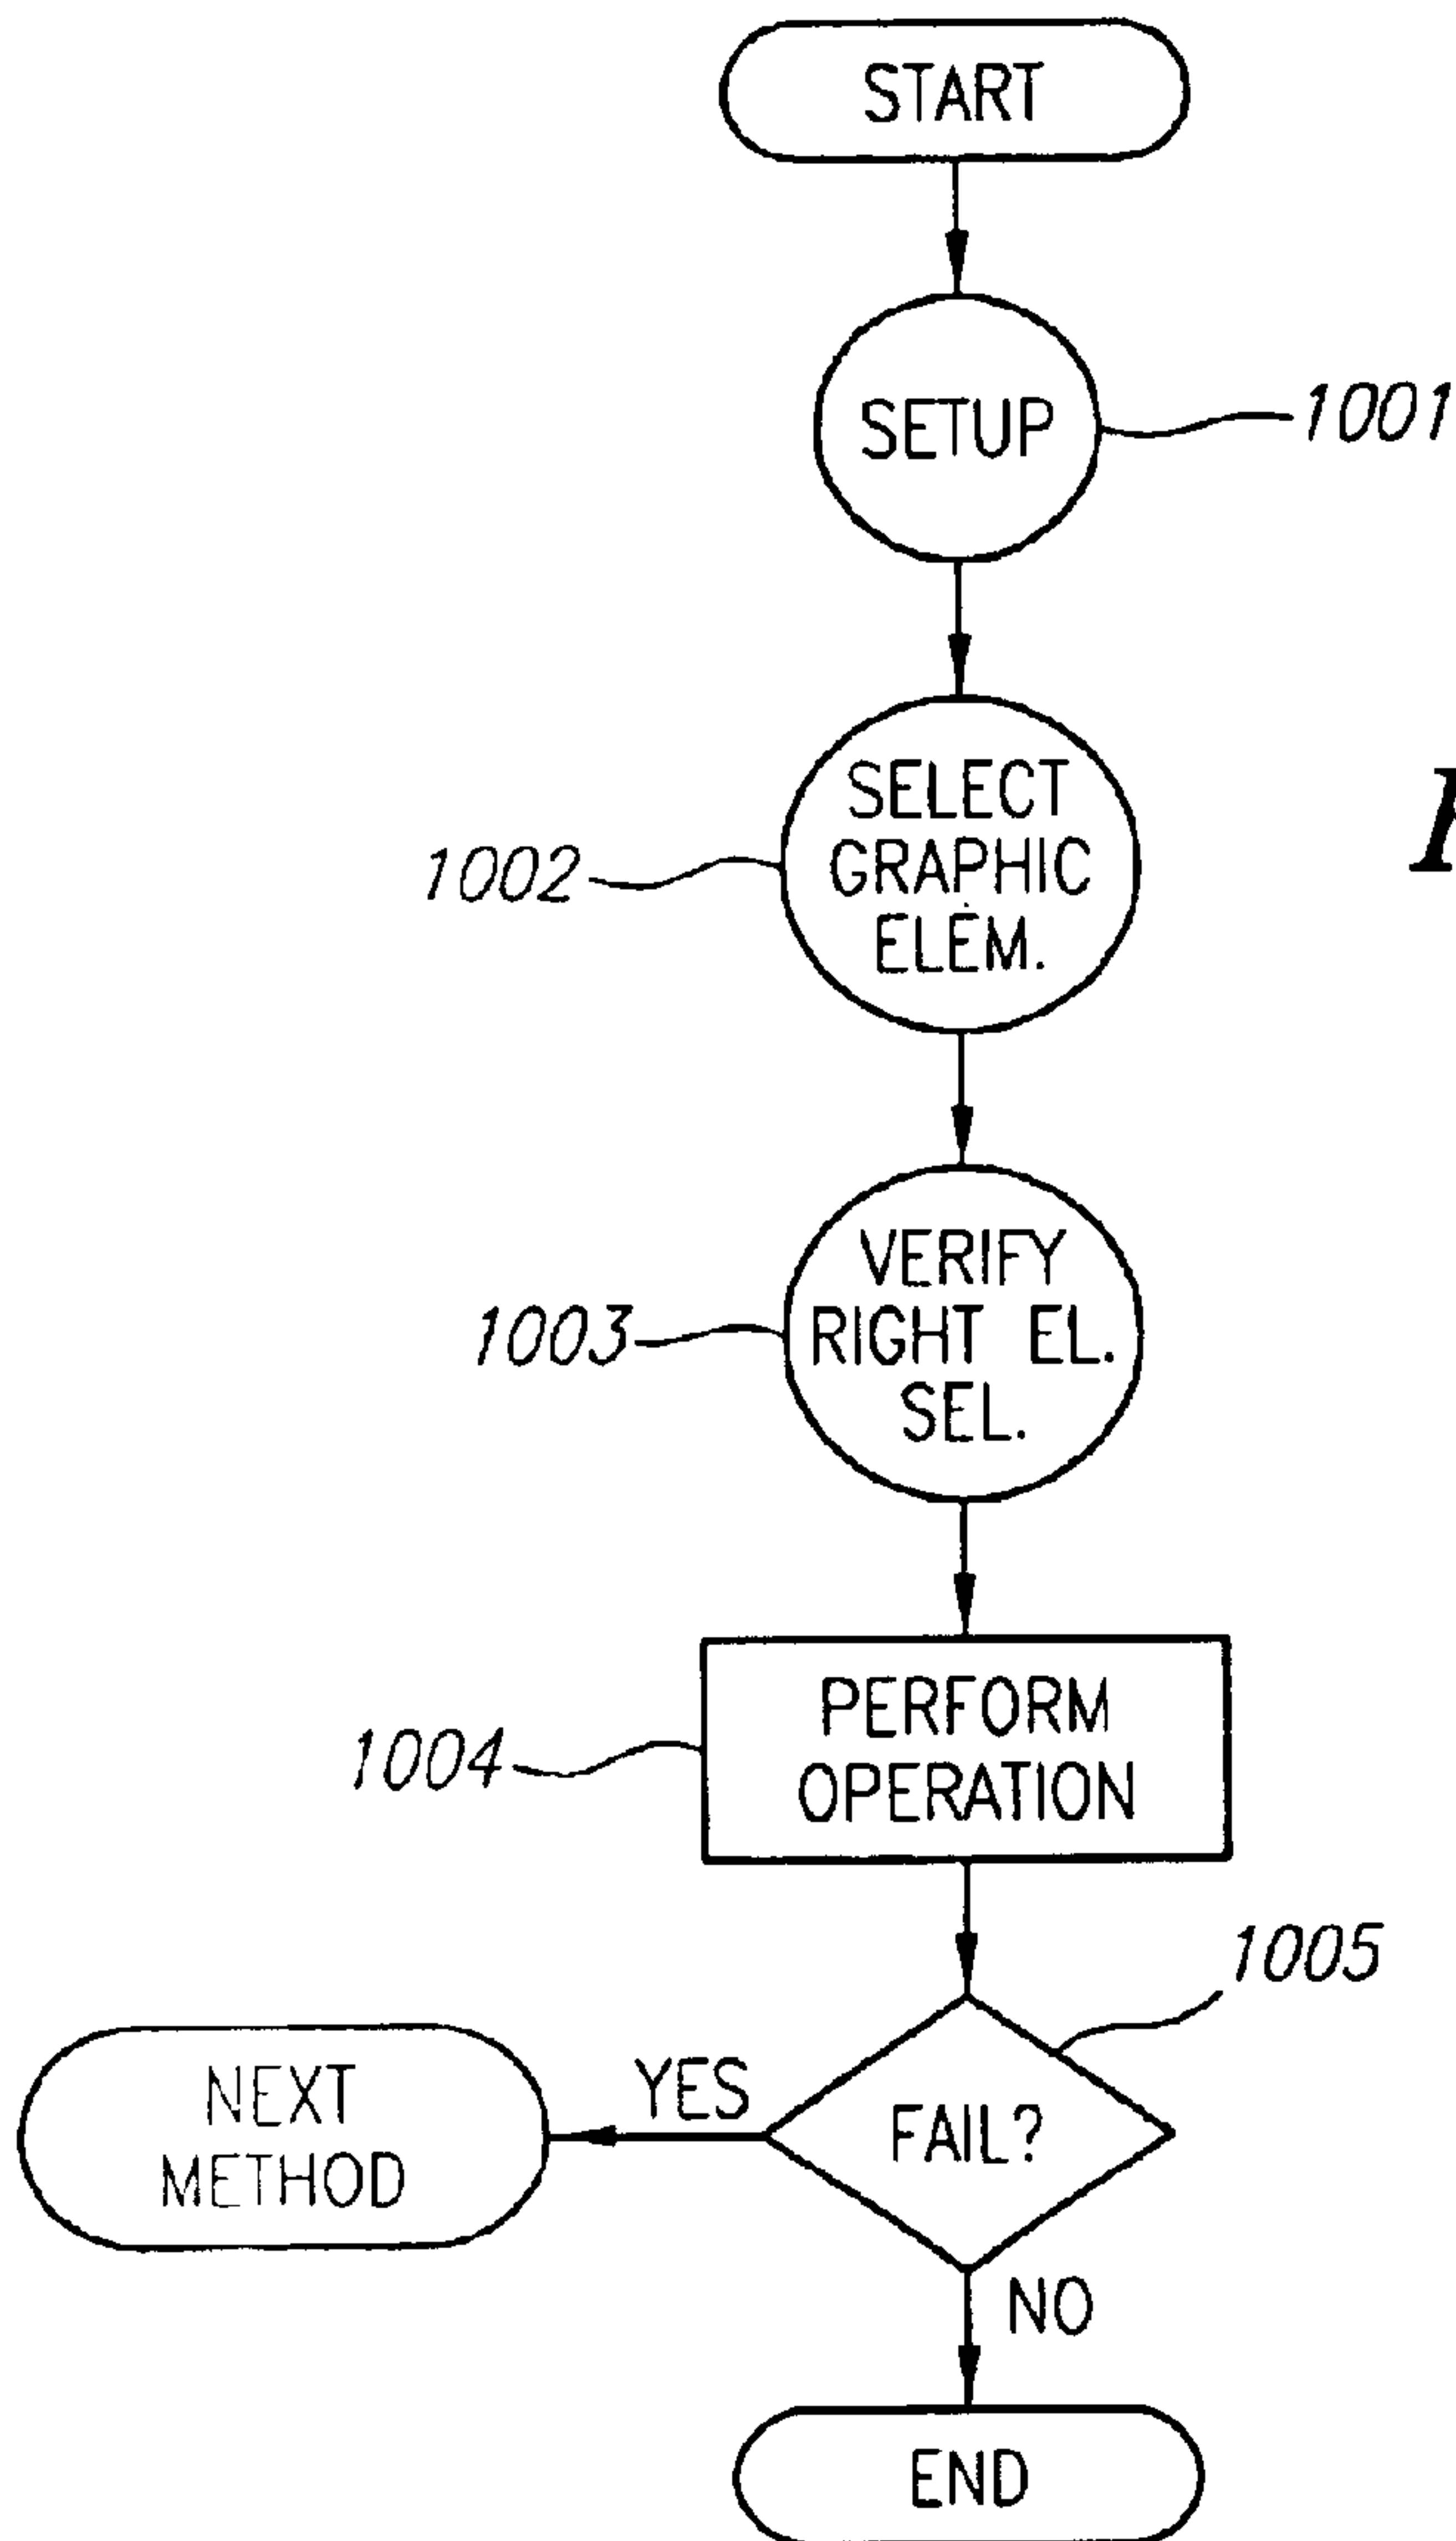 START
SETUP
1001
SELECT
GRAPHIC
ELEM.
1002
VERIFY
RIGHT EL.
SEL.
1003
PERFORM
OPERATION
1004
1005
FAIL?
YES
NEXT
METHOD
NO
END